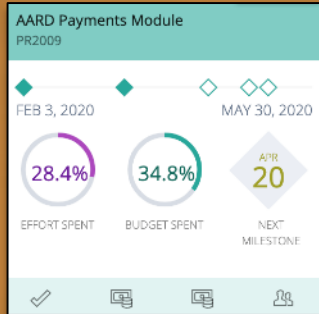 AARD Payments Module
PR2009
FEB 3, 2020 MAY 30, 2020
28.4% 34.8% APR
20
EFFORT SPENT BUDGET SPENT NEXT
MILESTONE